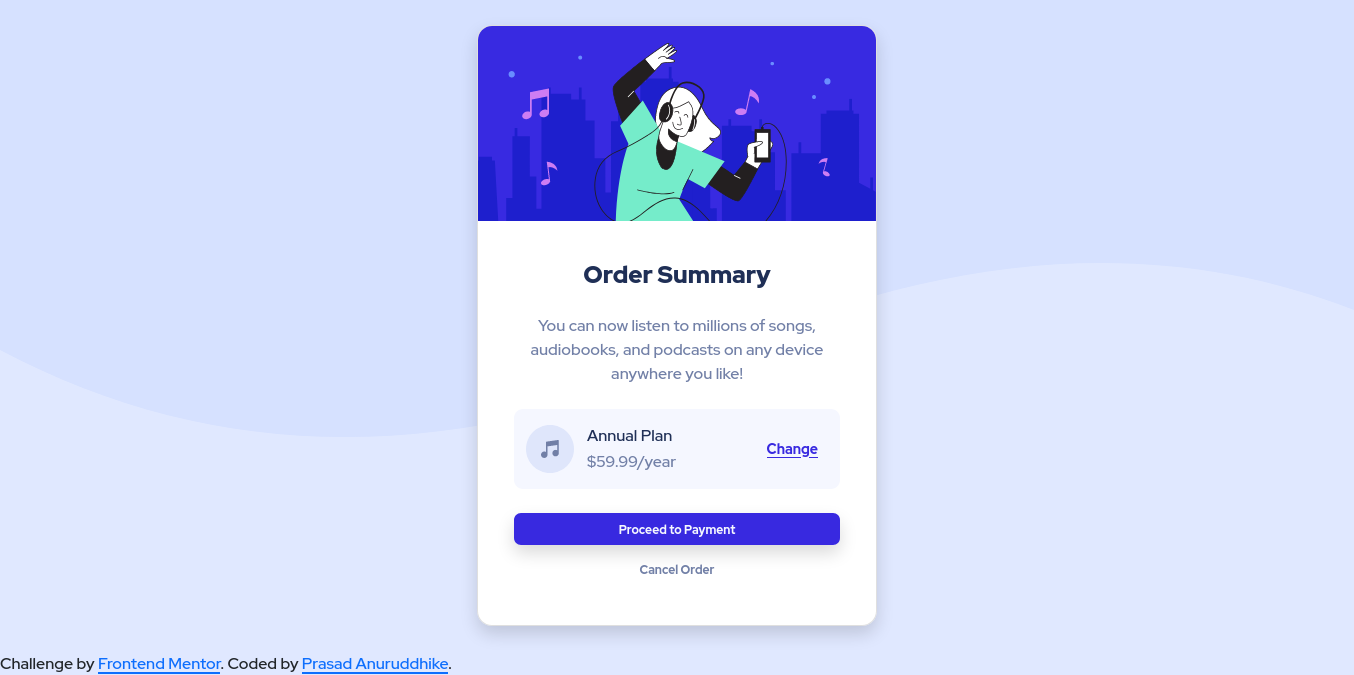 Order Summary
You can now listen to millions of songs,
audiobooks, and podcasts on any device
anywhere you like!
Annual Plan
$59.99/year
Change
Proceed to Payment
Cancel Order
Challenge by Frontend Mentor. Coded by Prasad Anuruddhike.